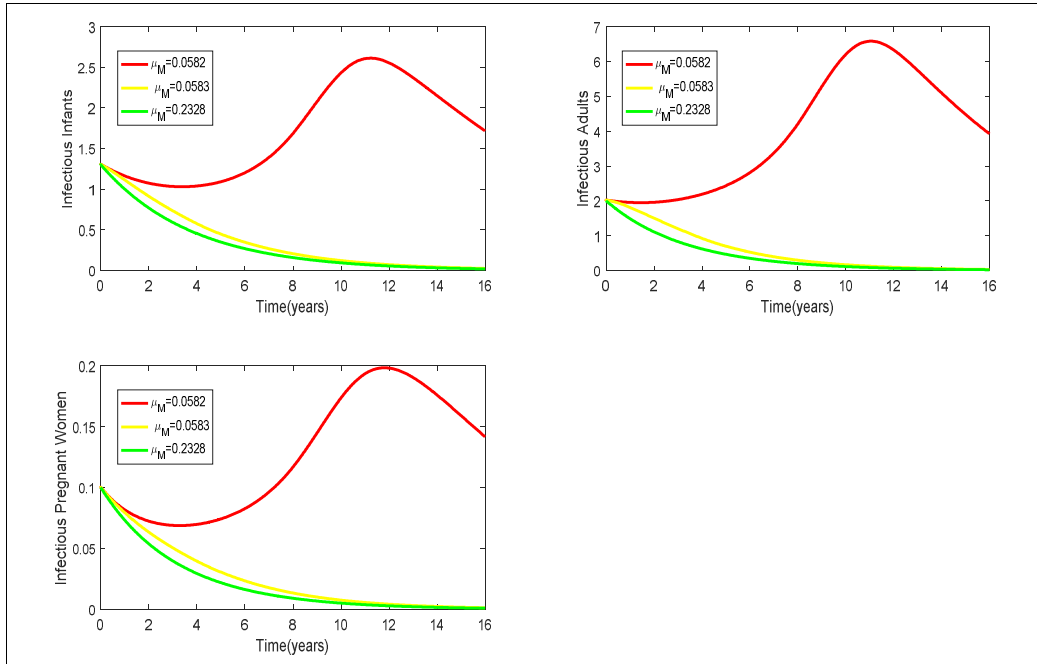 3
2.5
2
1.5
1
0.5
0
Infectious Infants
μM=0.0582
μM=0.0583
μM=0.2328
0 2 4 6 8 10 12 14 16
Time(years)
7
6
5
4
3
2
1
0
Infectious Adults
μM=0.0582
μM=0.0583
μM=0.2328
0 2 4 6 8 10 12 14 16
Time(years)
0.2
0.15
0.1
0.05
0
Infectious Pregnant Women
μM=0.0582
μM=0.0583
μM=0.2328
0 2 4 6 8 10 12 14 16
Time(years)